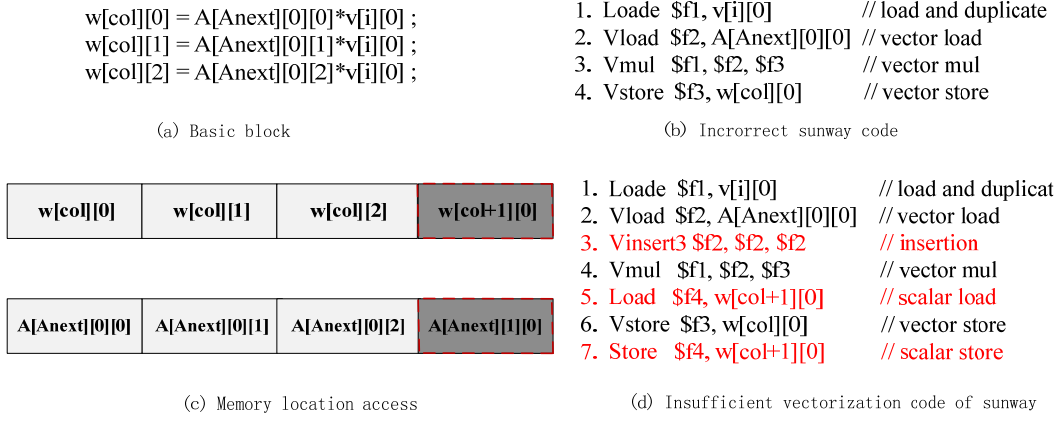 w[col][0] = A[Anext][0][0]*v[i][0] ;
w[col][1] = A[Anext][0][1]*v[i][0] ;
w[col][2] = A[Anext][0][2]*v[i][0] ;
(a) Basic block
1. Loade $f1, v[i][0] // load and duplicate
2. Vload $f2, A[Anext][0][0] // vector load
3. Vmul $f1, $f2, $f3 // vector mul
4. Vstore $f3, w[col][0] // vector store
(b) Incrorrect sunway code
w[col][0] w[col][1] w[col][2] w[col+1][0]
A[Anext][0][0] A[Anext][0][1] A[Anext][0][2] A[Anext][1][0]
(c) Memory location access
1. Loade $f1, v[i][0] // load and duplicat
2. Vload $f2, A[Anext][0][0] // vector load
3. Vinsert3 $f2, $f2, $f2 // insertion
4. Vmul $f1, $f2, $f3 // vector mul
5. Load $f4, w[col+1][0] // scalar load
6. Vstore $f3, w[col][0] // vector store
7. Store $f4, w[col+1][0] // scalar store
(d) Insufficient vectorization code of sunway